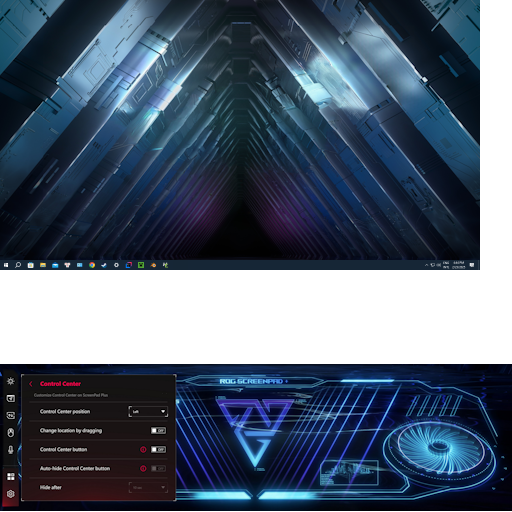 ROG SCREENPAD +
Control Center
Customize Control Center on ScreenPad Plus
Control Center position
Left
Change location by dragging
OFF
Control Center button
OFF
Auto-hide Control Center button
OFF
Hide after